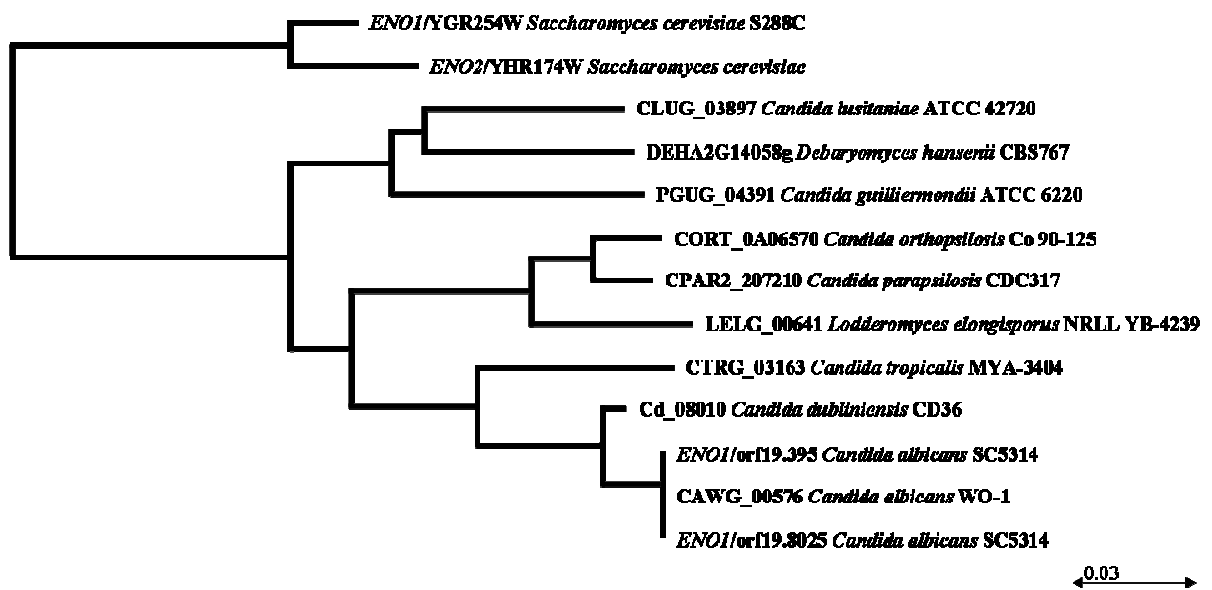 ENO1/YGR254W Saccharomyces cerevisiae S288C
ENO2/YHR174W Saccharomyces cerevisiae
CLUG_03897 Candida lusitaniae ATCC 42720
DEHA2G14058g Debaryomyces hansenii CBS767
PGUG_04391 Candida guilliermondii ATCC 6220
CORT_0A06570 Candida orthopsilosis Co 90-125
CPAR2_207210 Candida parapsilosis CDC317
LELG_00641 Lodderomyces elongisporus NRLL YB-4239
CTRG_03163 Candida tropicalis MYA-3404
Cd_08010 Candida dubliniensis CD36
ENO1/orf19.395 Candida albicans SC5314
CAWG_00576 Candida albicans WO-1
ENO1/orf19.8025 Candida albicans SC5314
0.03